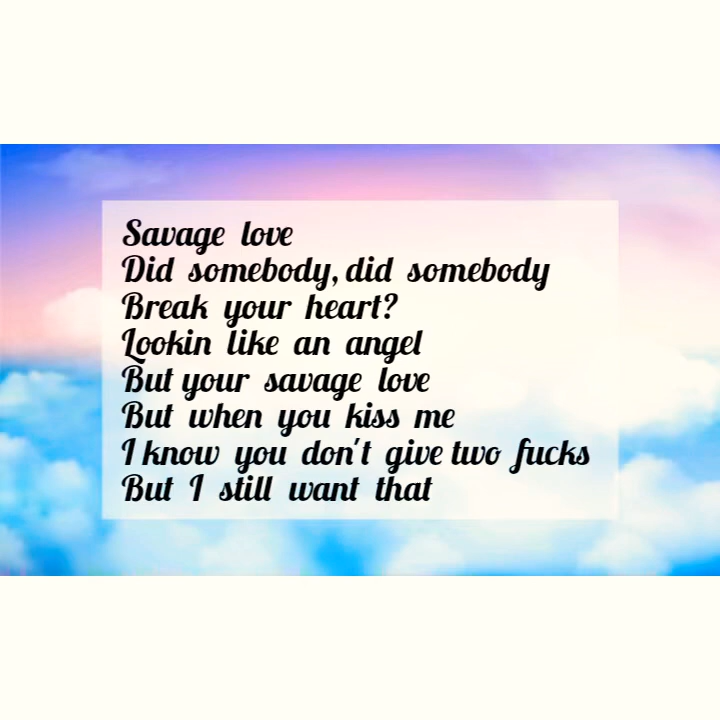 Savage love
Did somebody, did somebody
Break your heart?
Lookin like an angel
But your savage love
But when you kiss me
I know you don't give two fucks
But I still want that